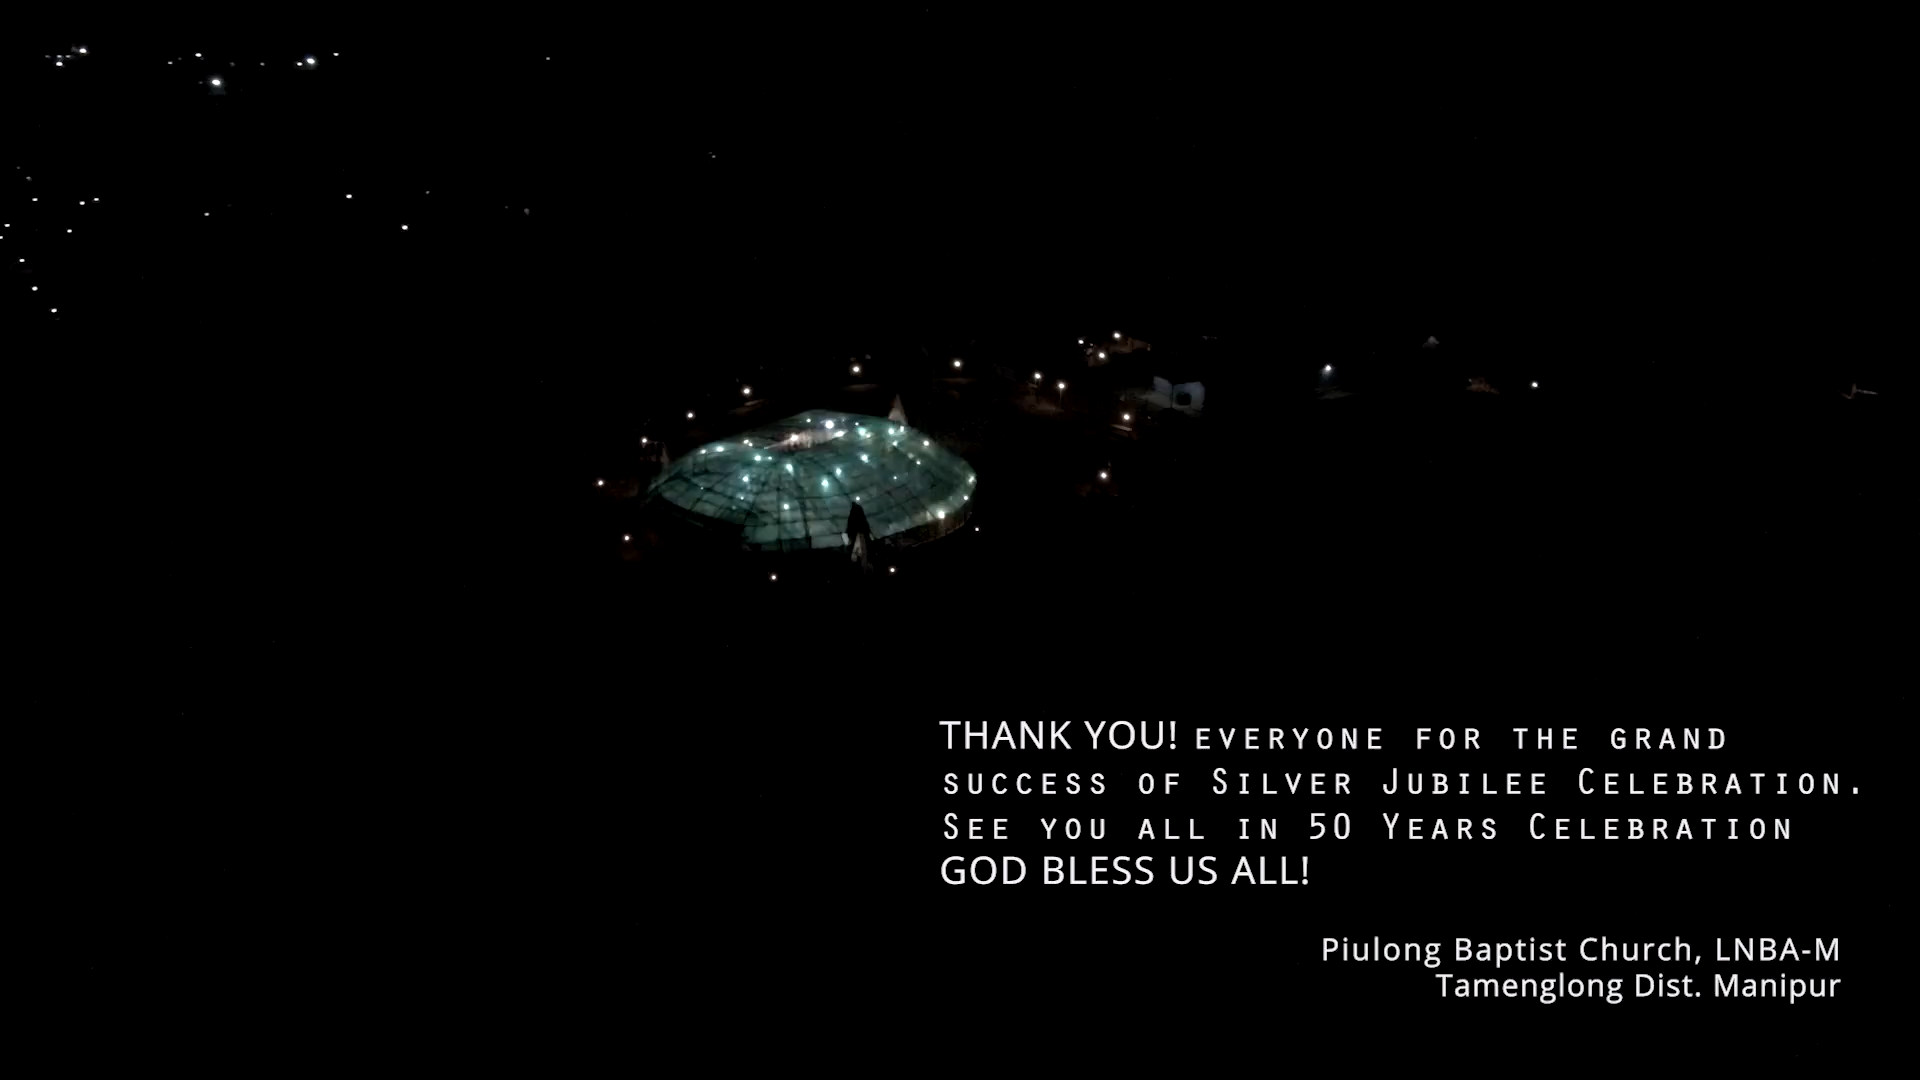 THANK YOU! EVERYONE FOR THE GRAND
SUCCESS OF SILVER JUBILEE CELEBRATION.
SEE YOU ALL IN 50 YEARS CELEBRATION
GOD BLESS US ALL!
Piulong Baptist Church, LNBA-M
Tamenglong Dist. Manipur